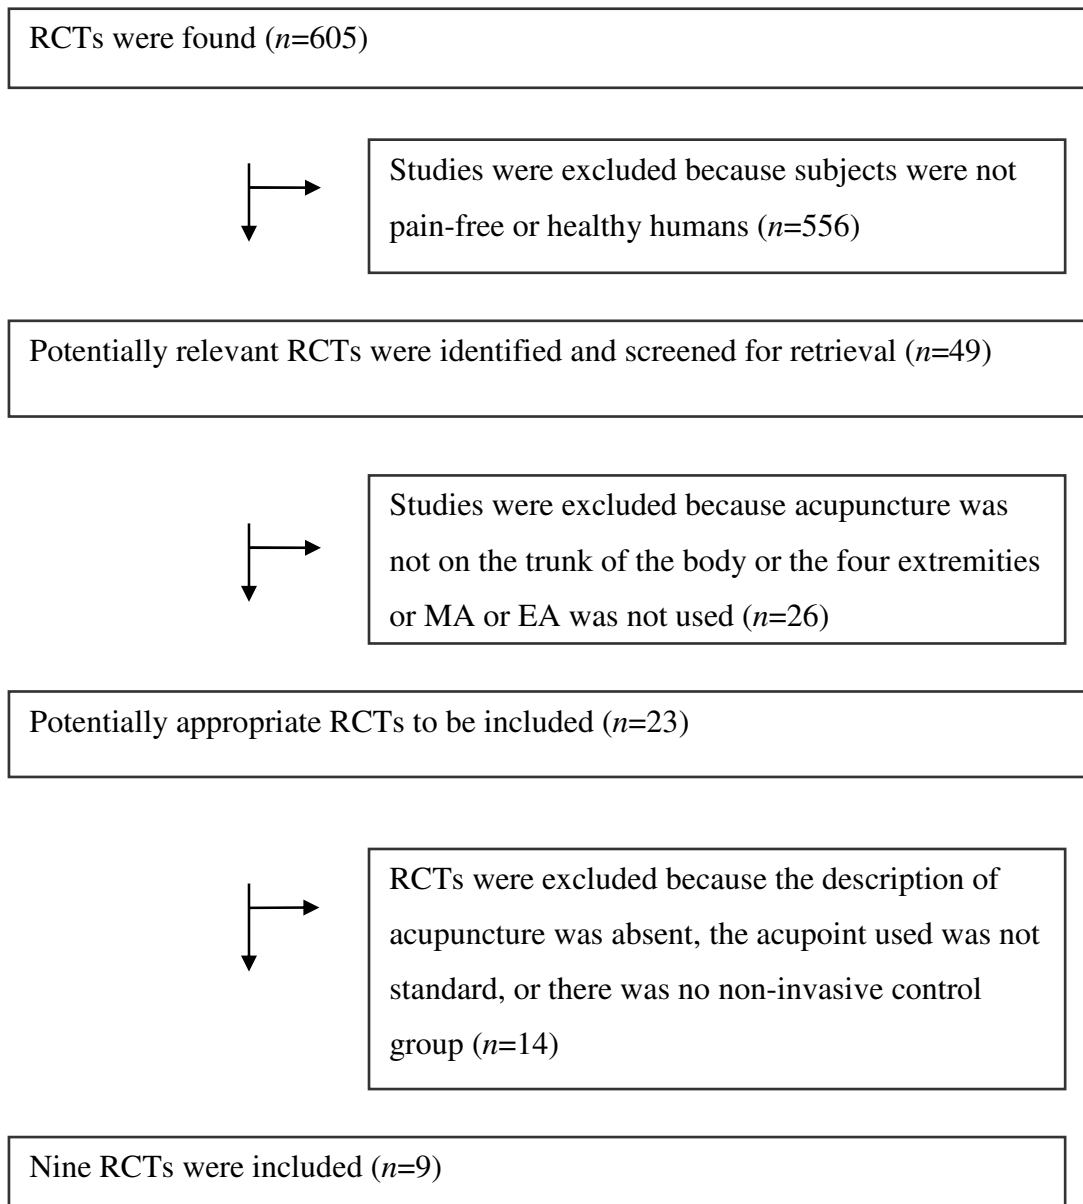 RCTs were found (n=605)
Studies were excluded because subjects were not
pain-free or healthy humans (n=556)
Potentially relevant RCTs were identified and screened for retrieval (n=49)
Studies were excluded because acupuncture was
not on the trunk of the body or the four extremities
or MA or EA was not used (n=26)
Potentially appropriate RCTs to be included (n=23)
RCTs were excluded because the description of
acupuncture was absent, the acupoint used was not
standard, or there was no non-invasive control
group (n=14)
Nine RCTs were included (n=9)